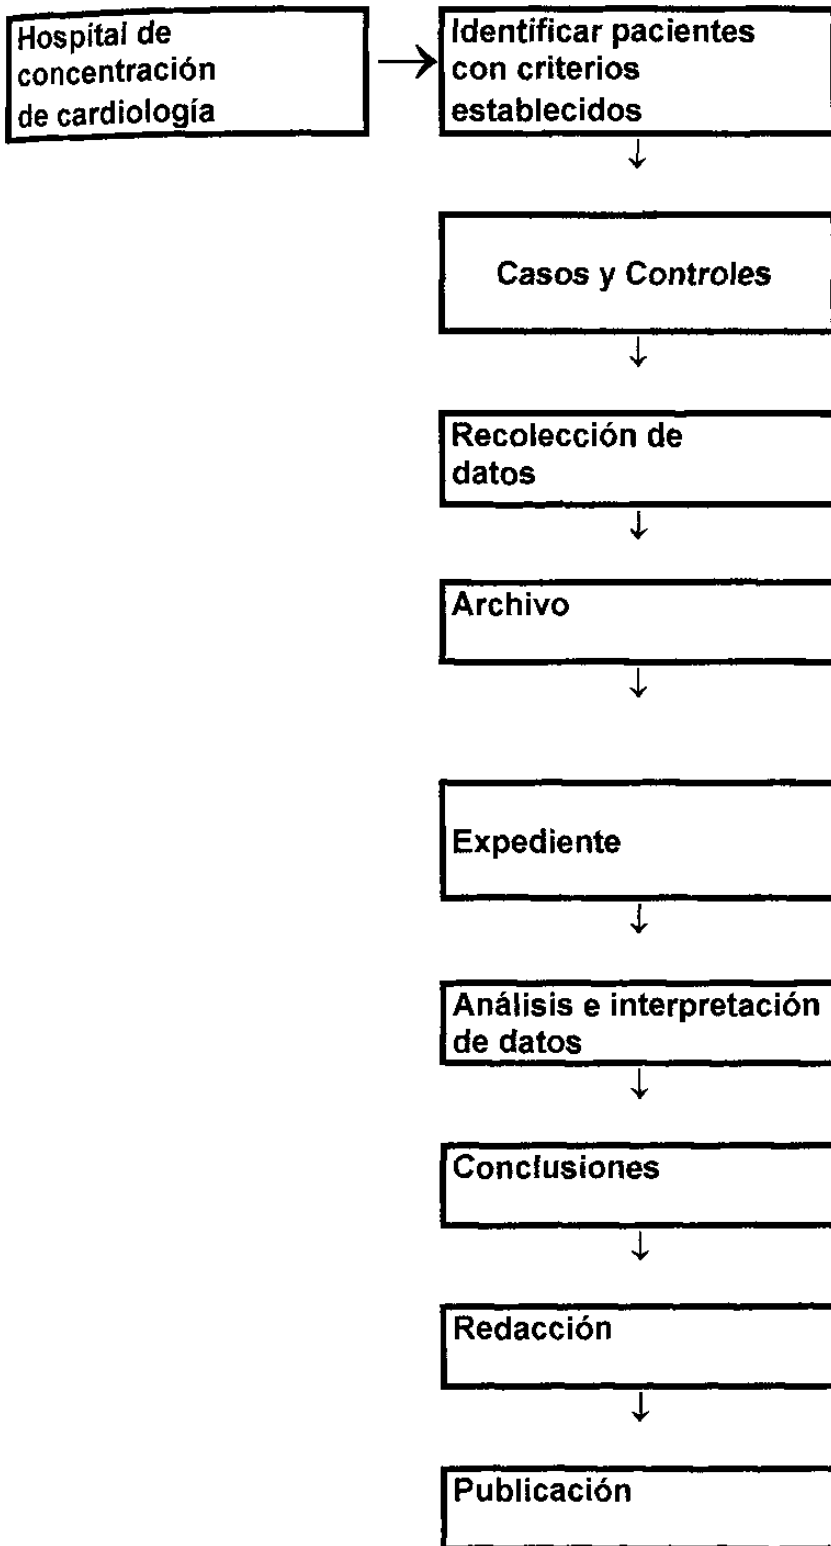 Hospital de
concentración
de cardiología
Identificar pacientes
con criterios
establecidos
Casos y Controles
Recolección de
datos
Archivo
Expediente
Análisis e interpretación
de datos
Conclusiones
Redacción
Publicación